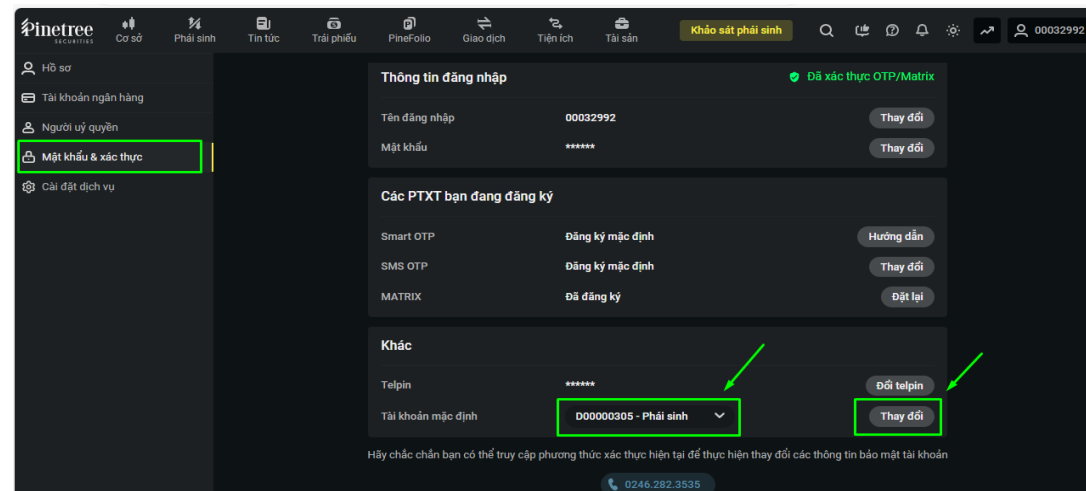 Pinetree
SECURITIES
Cơ sở
Phái sinh
Tin tức
Trái phiếu
PineFolio
Giao dịch
Tiện ích
Tài sản
Khảo sát phái sinh
00032992
Hồ sơ
Tài khoản ngân hàng
Người uỷ quyền
Mật khẩu & xác thực
Cài đặt dịch vụ
Thông tin đăng nhập
Đã xác thực OTP/Matrix
Tên đăng nhập 00032992 Thay đổi
Mật khẩu ****** Thay đổi
Các PTXT bạn đang đăng ký
Smart OTP Đăng ký mặc định Hướng dẫn
SMS OTP Đăng ký mặc định Thay đổi
MATRIX Đã đăng ký Đặt lại
Khác
Telpin ****** Đổi telpin
Tài khoản mặc định D00000305 - Phái sinh Thay đổi
Hãy chắc chắn bạn có thể truy cập phương thức xác thực hiện tại để thực hiện thay đổi các thông tin bảo mật tài khoản
0246.282.3535